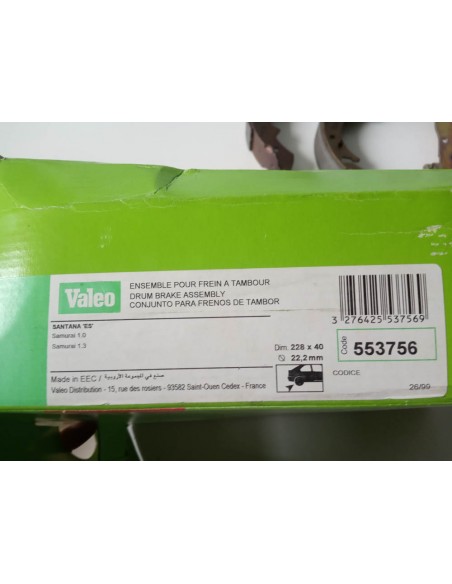 Valeo
ENSEMBLE POUR FREIN A TAMBOUR
DRUM BRAKE ASSEMBLY
CONJUNTO PARA FRENOS DE TAMBOR
SANTANA 'ES'
Samurai 1.0
Samurai 1.3
Dim. 228 x 40
∅ 22,2 mm
3 276425 537569
Code 553756
CODICE
Made in EEC / صنع في المجموعة الأوروبية
Valeo Distribution - 15, rue des rosiers - 93582 Saint-Ouen Cedex - France
26/99